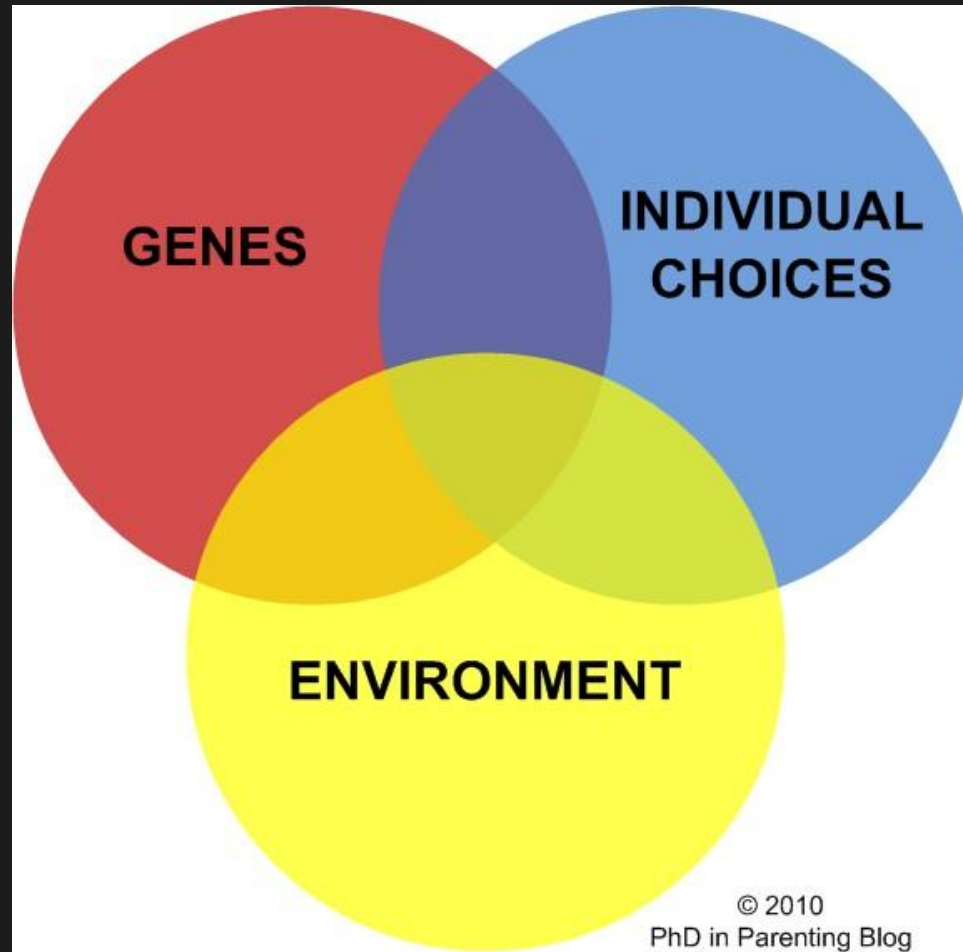 GENES
INDIVIDUAL
CHOICES
ENVIRONMENT
© 2010
PhD in Parenting Blog